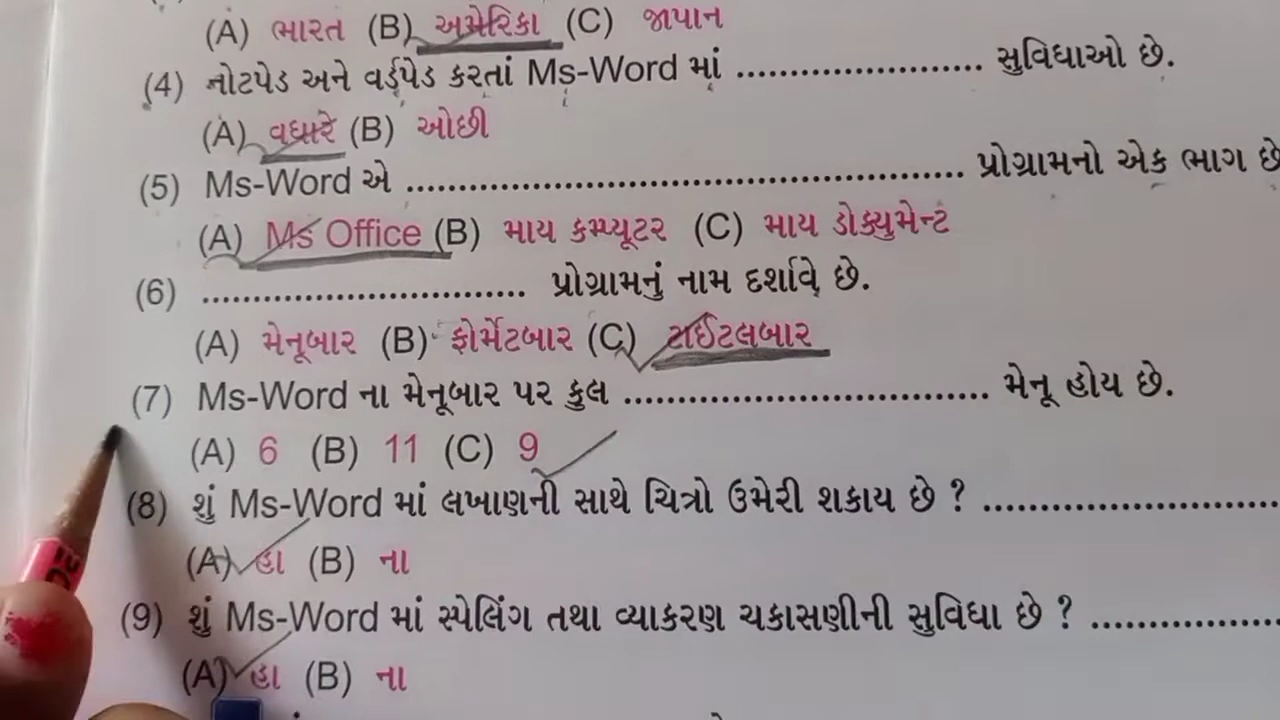 (A) ભારત (B) અમેરિકા (C) જાપાન
(4) નોટપેડ અને વર્ડપેડ કરતાં Ms-Word માં ........................ સુવિધાઓ છે.
(A) વધારે (B) ઓછી
(5) Ms-Word એ ...................................................... પ્રોગ્રામનો એક ભાગ છે
(A) Ms Office (B) માય કમ્પ્યૂટર (C) માય ડોક્યુમેન્ટ
(6) ............................... પ્રોગ્રામનું નામ દર્શાવે છે.
(A) મેનૂબાર (B) ફોર્મેટબાર (C) ટાઈટલબાર
(7) Ms-Word ના મેનૂબાર પર કુલ ................................... મેનૂ હોય છે.
(A) 6 (B) 11 (C) 9
(8) શું Ms-Word માં લખાણની સાથે ચિત્રો ઉમેરી શકાય છે ? ............................
(A) હા (B) ના
(9) શું Ms-Word માં સ્પેલિંગ તથા વ્યાકરણ ચકાસણીની સુવિધા છે ? ..................
(A) હા (B) ના